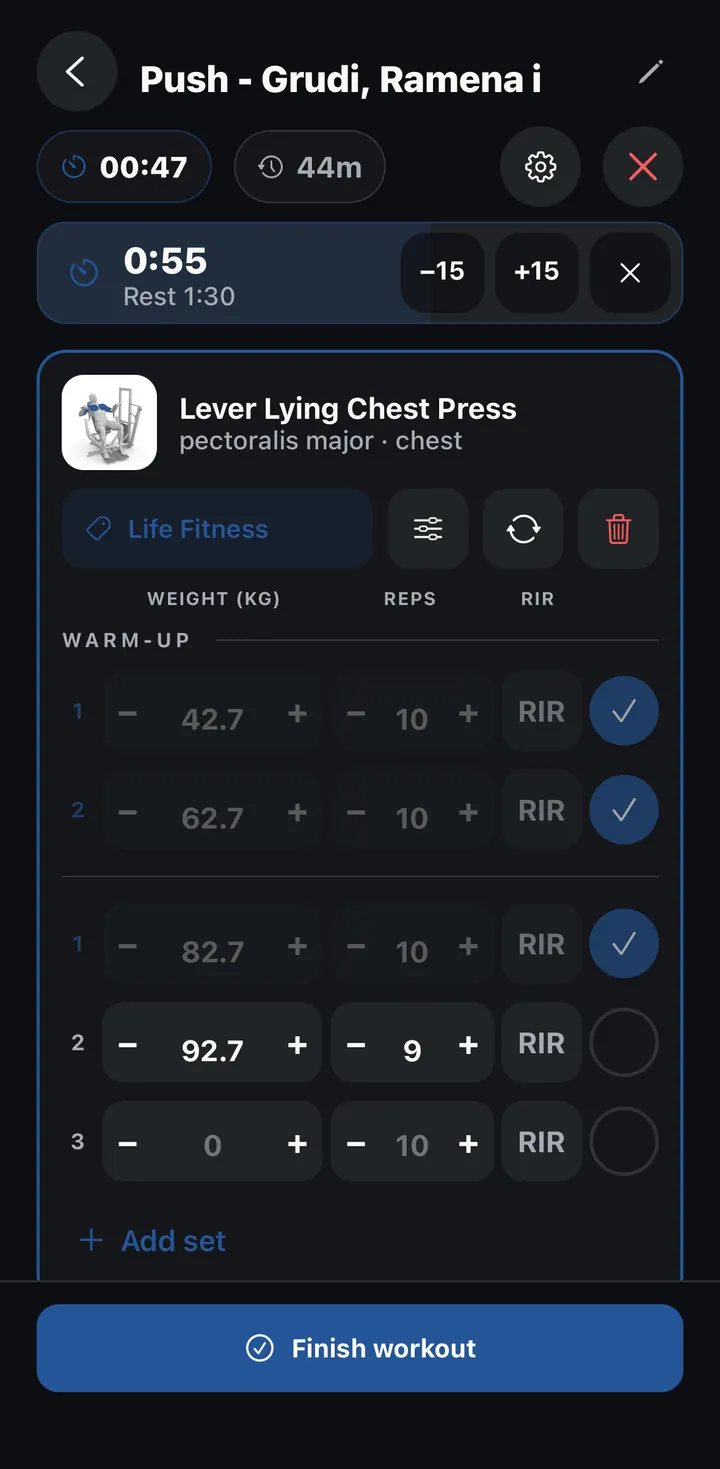 Push - Grudi, Ramena i
00:47
44m
0:55
Rest 1:30
−15
+15
Lever Lying Chest Press
pectoralis major · chest
Life Fitness
WEIGHT (KG) REPS RIR
WARM-UP
1 − 42.7 + − 10 + RIR
2 − 62.7 + − 10 + RIR
1 − 82.7 + − 10 + RIR
2 − 92.7 + − 9 + RIR
3 − 0 + − 10 + RIR
+ Add set
Finish workout